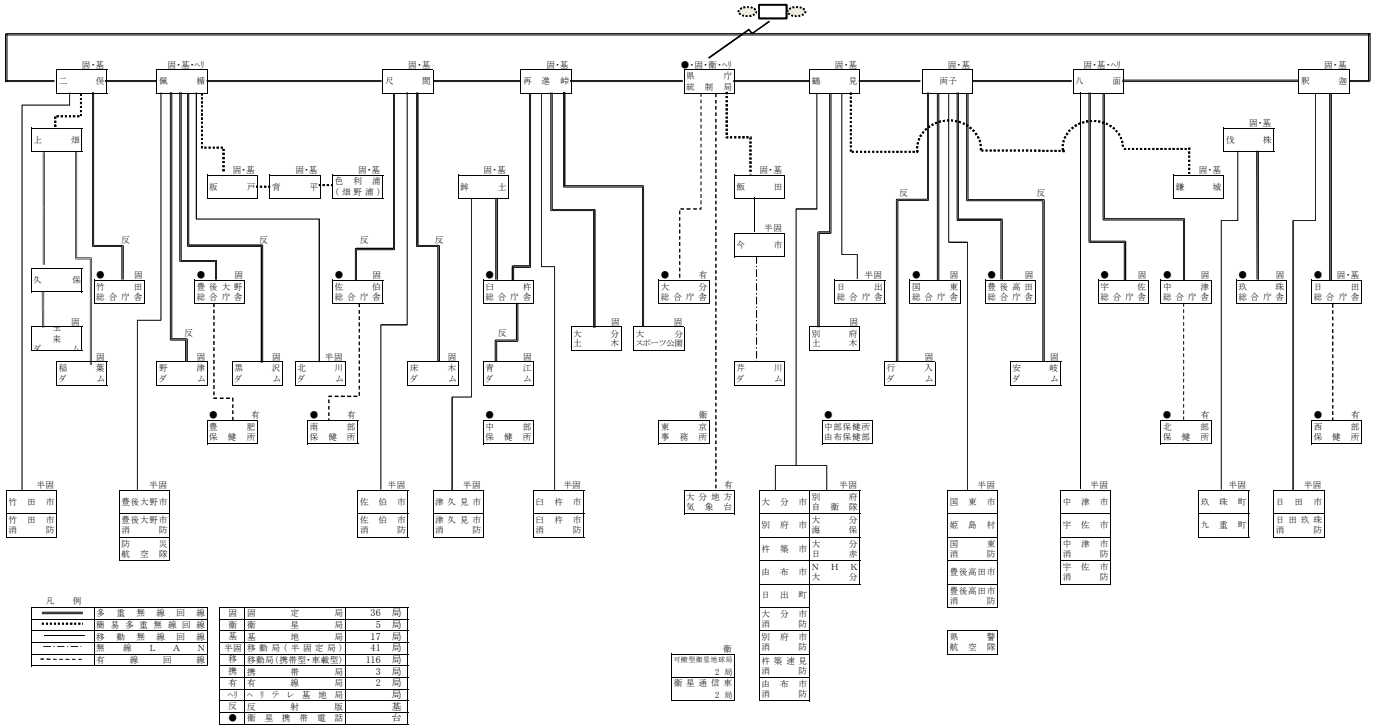 固・基
二俣
固・基・ヘリ
佩楯
固・基
尺間
固・基
再進峠
●・固・衛・ヘリ
県庁
統制局
固・基
鶴見
固・基
両子
固・基・ヘリ
八面
固・基
釈迦
上畑
固・基
伐株
固・基
板戸
固・基
背平
固・基
色利浦
(畑野浦)
固・基
鉾土
固・基
飯田
固・基
鎌城
反
反
半固
今市
反
反
反
反
久保
● 固
竹田
総合庁舎
● 固
豊後大野
総合庁舎
● 固
佐伯
総合庁舎
● 固
臼杵
総合庁舎
● 有
大分
総合庁舎
半固
日出
総合庁舎
● 固
国東
総合庁舎
● 固
豊後高田
総合庁舎
● 固
宇佐
総合庁舎
● 固
中津
総合庁舎
● 固
玖珠
総合庁舎
● 固・基
日田
総合庁舎
固
玉来
ダム
反
固
大分
土木
固
大分
スポーツ公園
固
別府
土木
固
稲葉
ダム
固
野津
ダム
固
黒沢
ダム
半固
北川
ダム
固
床木
ダム
固
青江
ダム
半固
芹川
ダム
固
行入
ダム
固
安岐
ダム
● 有
豊肥
保健所
● 有
南部
保健所
●
中部
保健所
衛
東京
事務所
●
中部保健所
由布保健部
● 有
北部
保健所
● 有
西部
保健所
半固
竹田市
竹田市
消防
半固
豊後大野市
豊後大野市
消防
防災
航空隊
半固
佐伯市
佐伯市
消防
半固
津久見市
津久見市
消防
半固
臼杵市
臼杵市
消防
有
大分地方
気象台
半固
大分市
別府
自衛隊
別府市
大分
海保
杵築市
大分
日赤
由布市
NHK
大分
日出町
大分市
消防
別府市
消防
杵築速見
消防
由布市
消防
半固
国東市
姫島村
国東
消防
豊後高田市
豊後高田市
消防
県警
航空隊
半固
中津市
宇佐市
中津市
消防
宇佐市
消防
半固
玖珠町
九重町
半固
日田市
日田玖珠
消防
衛
可搬型衛星地球局
2局
衛星通信車
2局
凡例
多重無線回線
簡易多重無線回線
移動無線回線
無線LAN
有線回線
固 固定局 36局
衛 衛星局 5局
基 基地局 17局
半固 移動局(半固定局) 41局
移 移動局(携帯型・車載型) 116局
携 携帯局 3局
有 有線局 2局
ヘリ ヘリテレ基地局 局
反 反射版 基
● 衛星携帯電話 台